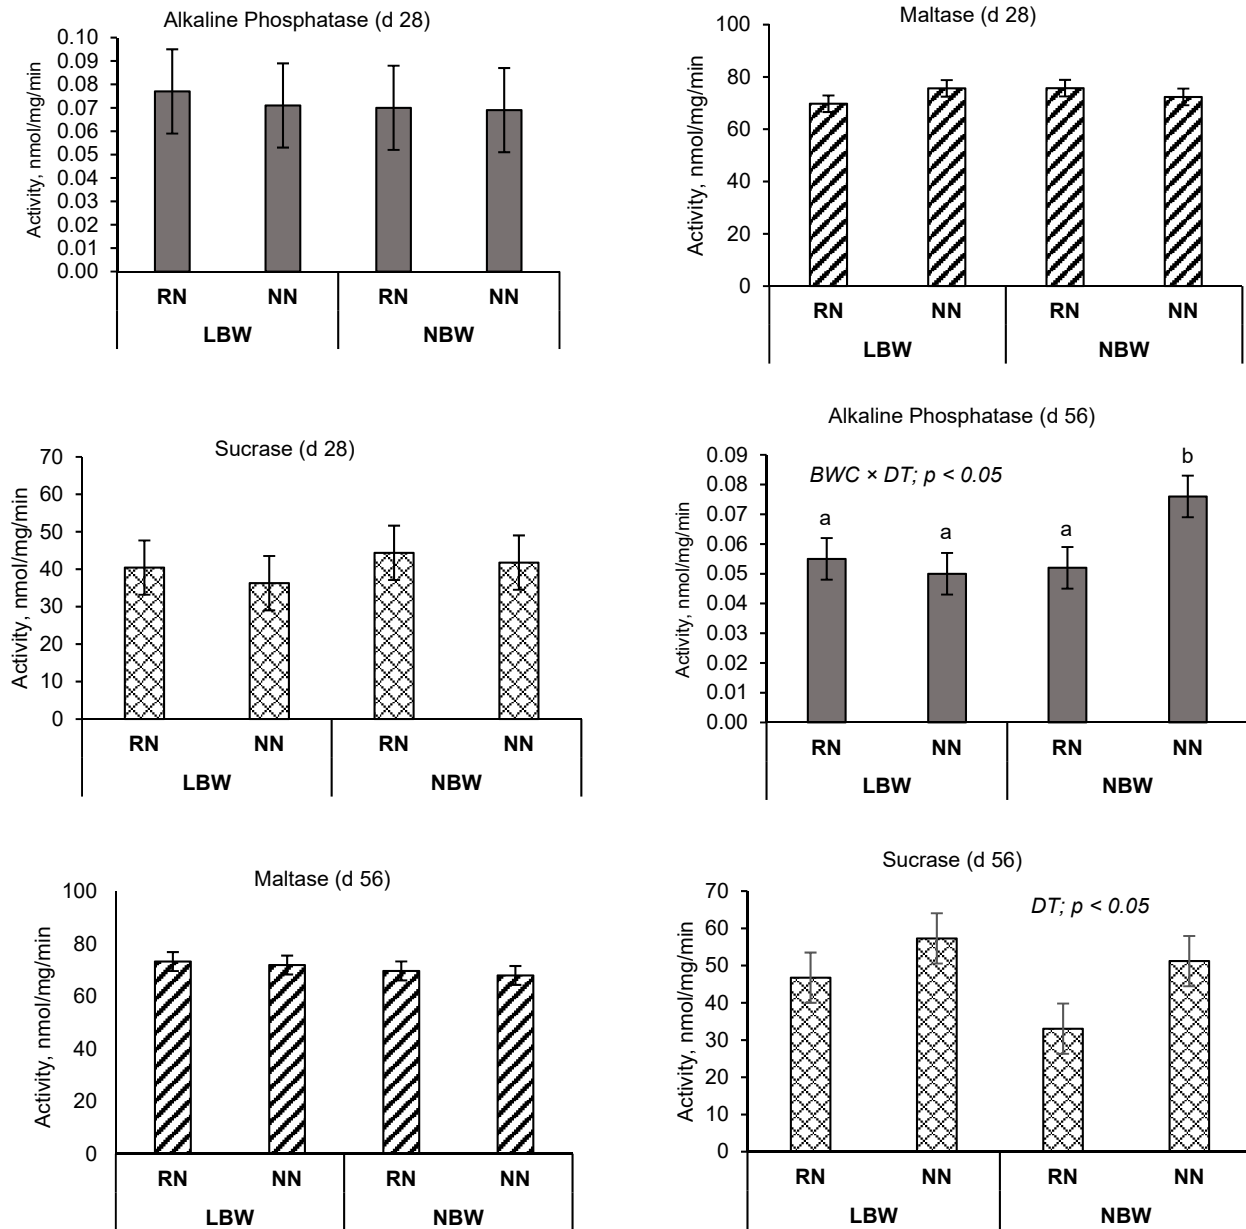 Alkaline Phosphatase (d 28)
Activity, nmol/mg/min
0.10
0.09
0.08
0.07
0.06
0.05
0.04
0.03
0.02
0.01
0.00
RN NN RN NN
LBW NBW
Maltase (d 28)
Activity, nmol/mg/min
100
80
60
40
20
0
RN NN RN NN
LBW NBW
Sucrase (d 28)
Activity, nmol/mg/min
70
60
50
40
30
20
10
0
RN NN RN NN
LBW NBW
Alkaline Phosphatase (d 56)
BWC × DT; p < 0.05
Activity, nmol/mg/min
0.09
0.08
0.07
0.06
0.05
0.04
0.03
0.02
0.01
0.00
a a a b
RN NN RN NN
LBW NBW
Maltase (d 56)
Activity, nmol/mg/min
100
80
60
40
20
0
RN NN RN NN
LBW NBW
Sucrase (d 56)
DT; p < 0.05
Activity, nmol/mg/min
70
60
50
40
30
20
10
0
RN NN RN NN
LBW NBW